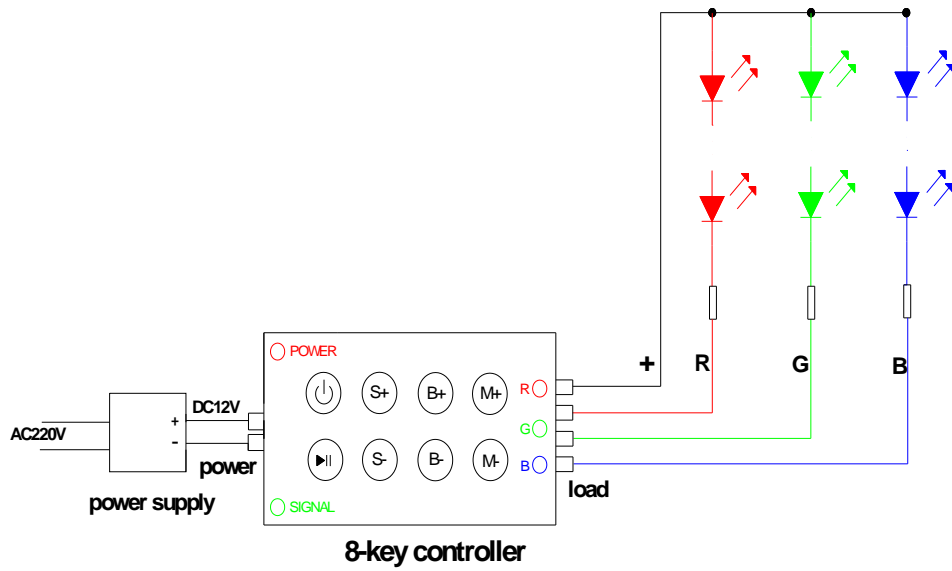 + R G B
POWER
S+ B+ M+ R
DC12V
+
G
AC220V
-
power
S- B- M- B
load
power supply
SIGNAL
8-key controller